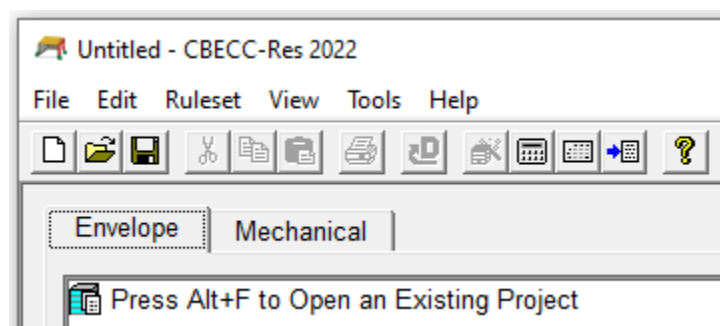 Untitled - CBECC-Res 2022
File Edit Ruleset View Tools Help
Envelope Mechanical
Press Alt+F to Open an Existing Project